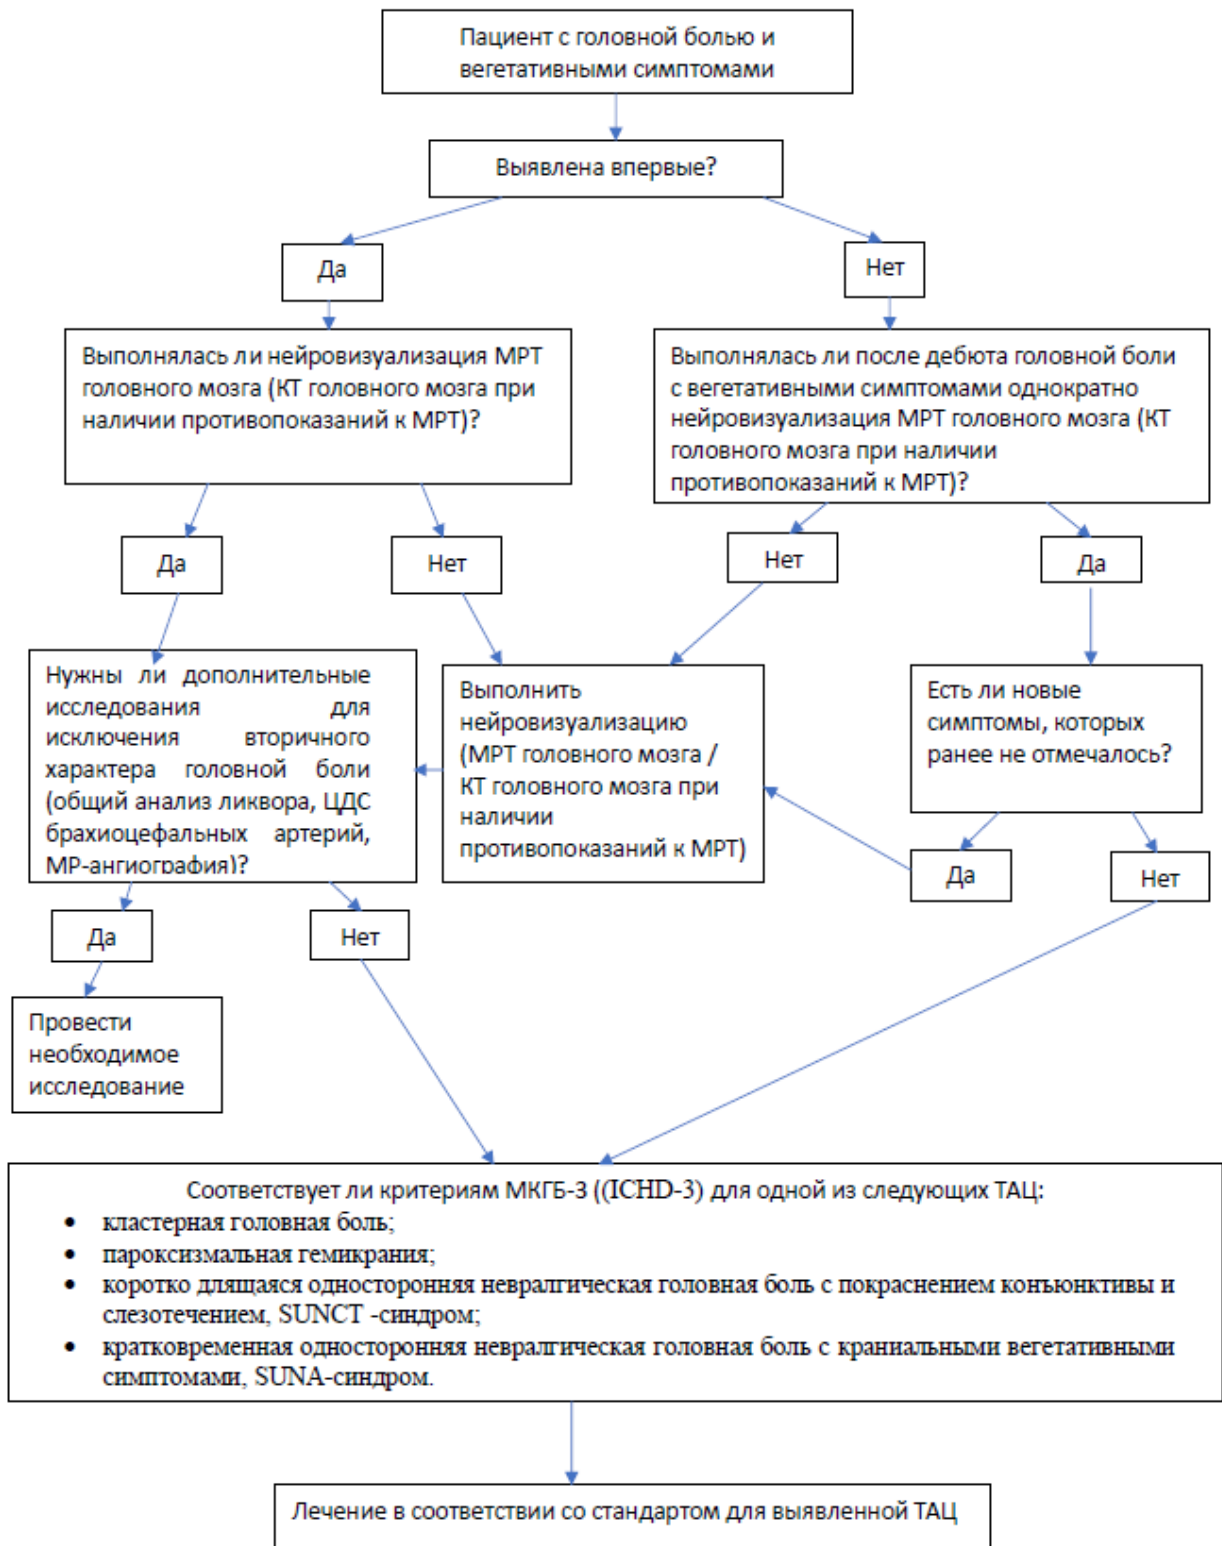 Пациент с головной болью и
вегетативными симптомами
Выявлена впервые?
Да
Нет
Выполнялась ли нейровизуализация МРТ
головного мозга (КТ головного мозга при
наличии противопоказаний к МРТ)?
Выполнялась ли после дебюта головной боли
с вегетативными симптомами однократно
нейровизуализация МРТ головного мозга (КТ
головного мозга при наличии
противопоказаний к МРТ)?
Да
Нет
Нет
Да
Нужны ли дополнительные
исследования для
исключения вторичного
характера головной боли
(общий анализ ликвора, ЦДС
брахиоцефальных артерий,
МР-ангиография)?
Выполнить
нейровизуализацию
(МРТ головного мозга /
КТ головного мозга при
наличии
противопоказаний к МРТ)
Есть ли новые
симптомы, которых
ранее не отмечалось?
Да
Нет
Да
Нет
Провести
необходимое
исследование
Соответствует ли критериям МКГБ-3 ((ICHD-3) для одной из следующих ТАЦ:
• кластерная головная боль;
• пароксизмальная гемикрания;
• коротко длящаяся односторонняя невралгическая головная боль с покраснением конъюнктивы и
слезотечением, SUNCT -синдром;
• кратковременная односторонняя невралгическая головная боль с краниальными вегетативными
симптомами, SUNA-синдром.
Лечение в соответствии со стандартом для выявленной ТАЦ